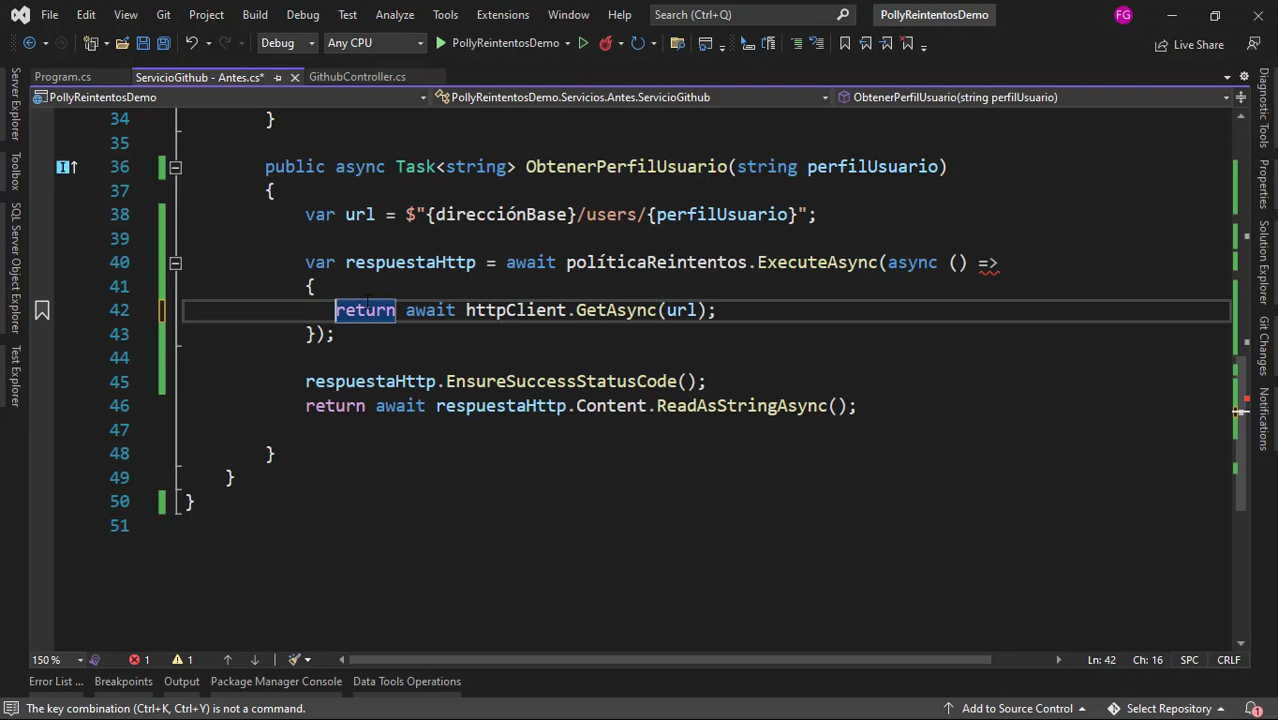 File Edit View Git Project Build Debug Test Analyze Tools Extensions Window Help Search (Ctrl+Q) PollyReintentosDemo FG
Debug Any CPU PollyReintentosDemo Live Share
Program.cs ServicioGithub - Antes.cs* GithubController.cs
PollyReintentosDemo PollyReintentosDemo.Servicios.Antes.ServicioGithub ObtenerPerfilUsuario(string perfilUsuario)
Server Explorer
Toolbox
SQL Server Object Explorer
Test Explorer
34 }
35
36 public async Task<string> ObtenerPerfilUsuario(string perfilUsuario)
37 {
38 var url = $"{direcciónBase}/users/{perfilUsuario}";
39
40 var respuestaHttp = await políticaReintentos.ExecuteAsync(async () =>
41 {
42 return await httpClient.GetAsync(url);
43 });
44
45 respuestaHttp.EnsureSuccessStatusCode();
46 return await respuestaHttp.Content.ReadAsStringAsync();
47
48 }
49 }
50 }
51
Diagnostic Tools
Properties
Solution Explorer
Git Changes
Notifications
150 % 1 1 Ln: 42 Ch: 16 SPC CRLF
Error List ... Breakpoints Output Package Manager Console Data Tools Operations
The key combination (Ctrl+K, Ctrl+Y) is not a command. Add to Source Control Select Repository 1